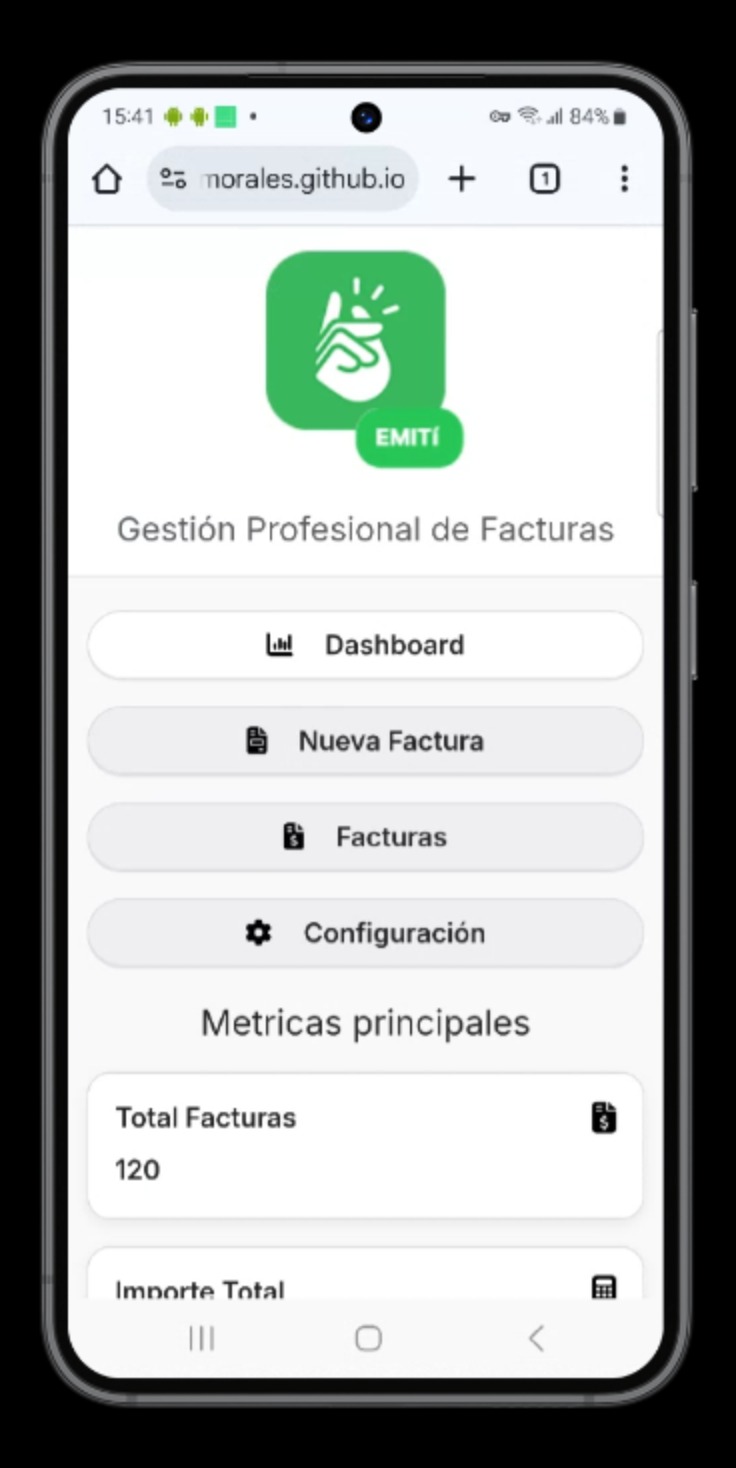 15:41
84%
morales.github.io
1
EMITÍ
Gestión Profesional de Facturas
Dashboard
Nueva Factura
Facturas
Configuración
Metricas principales
Total Facturas
120
Importe Total